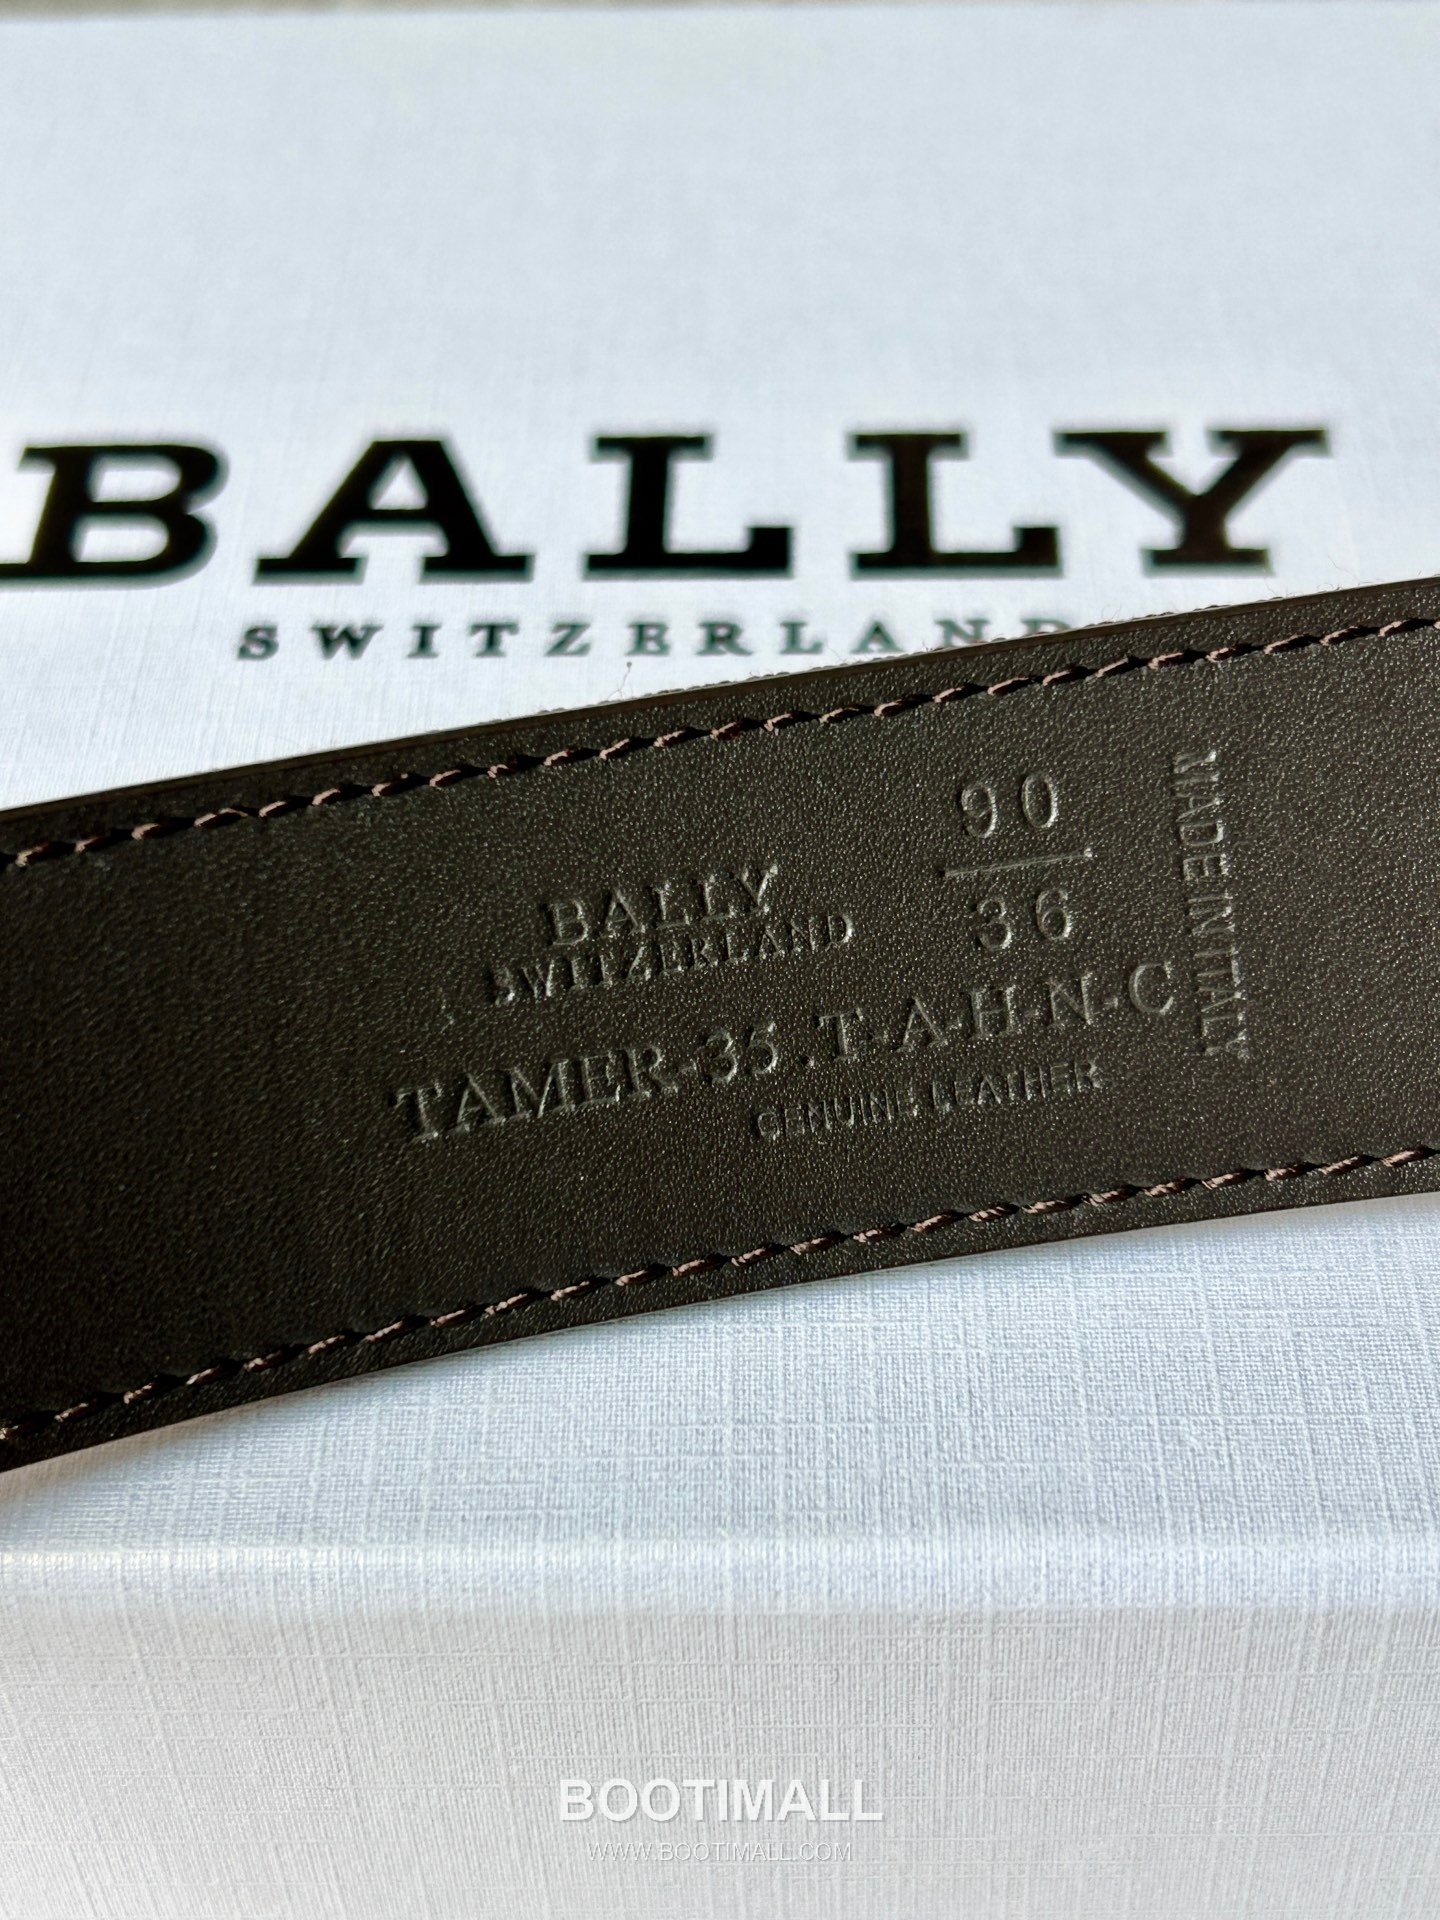 BALLY
SWITZERLAND
90
36
MADE IN ITALY
BALLY
SWITZERLAND
TAMER-35.T-A-H-N-C
GENUINE LEATHER
BOOTIMALL
WWW.BOOTIMALL.COM